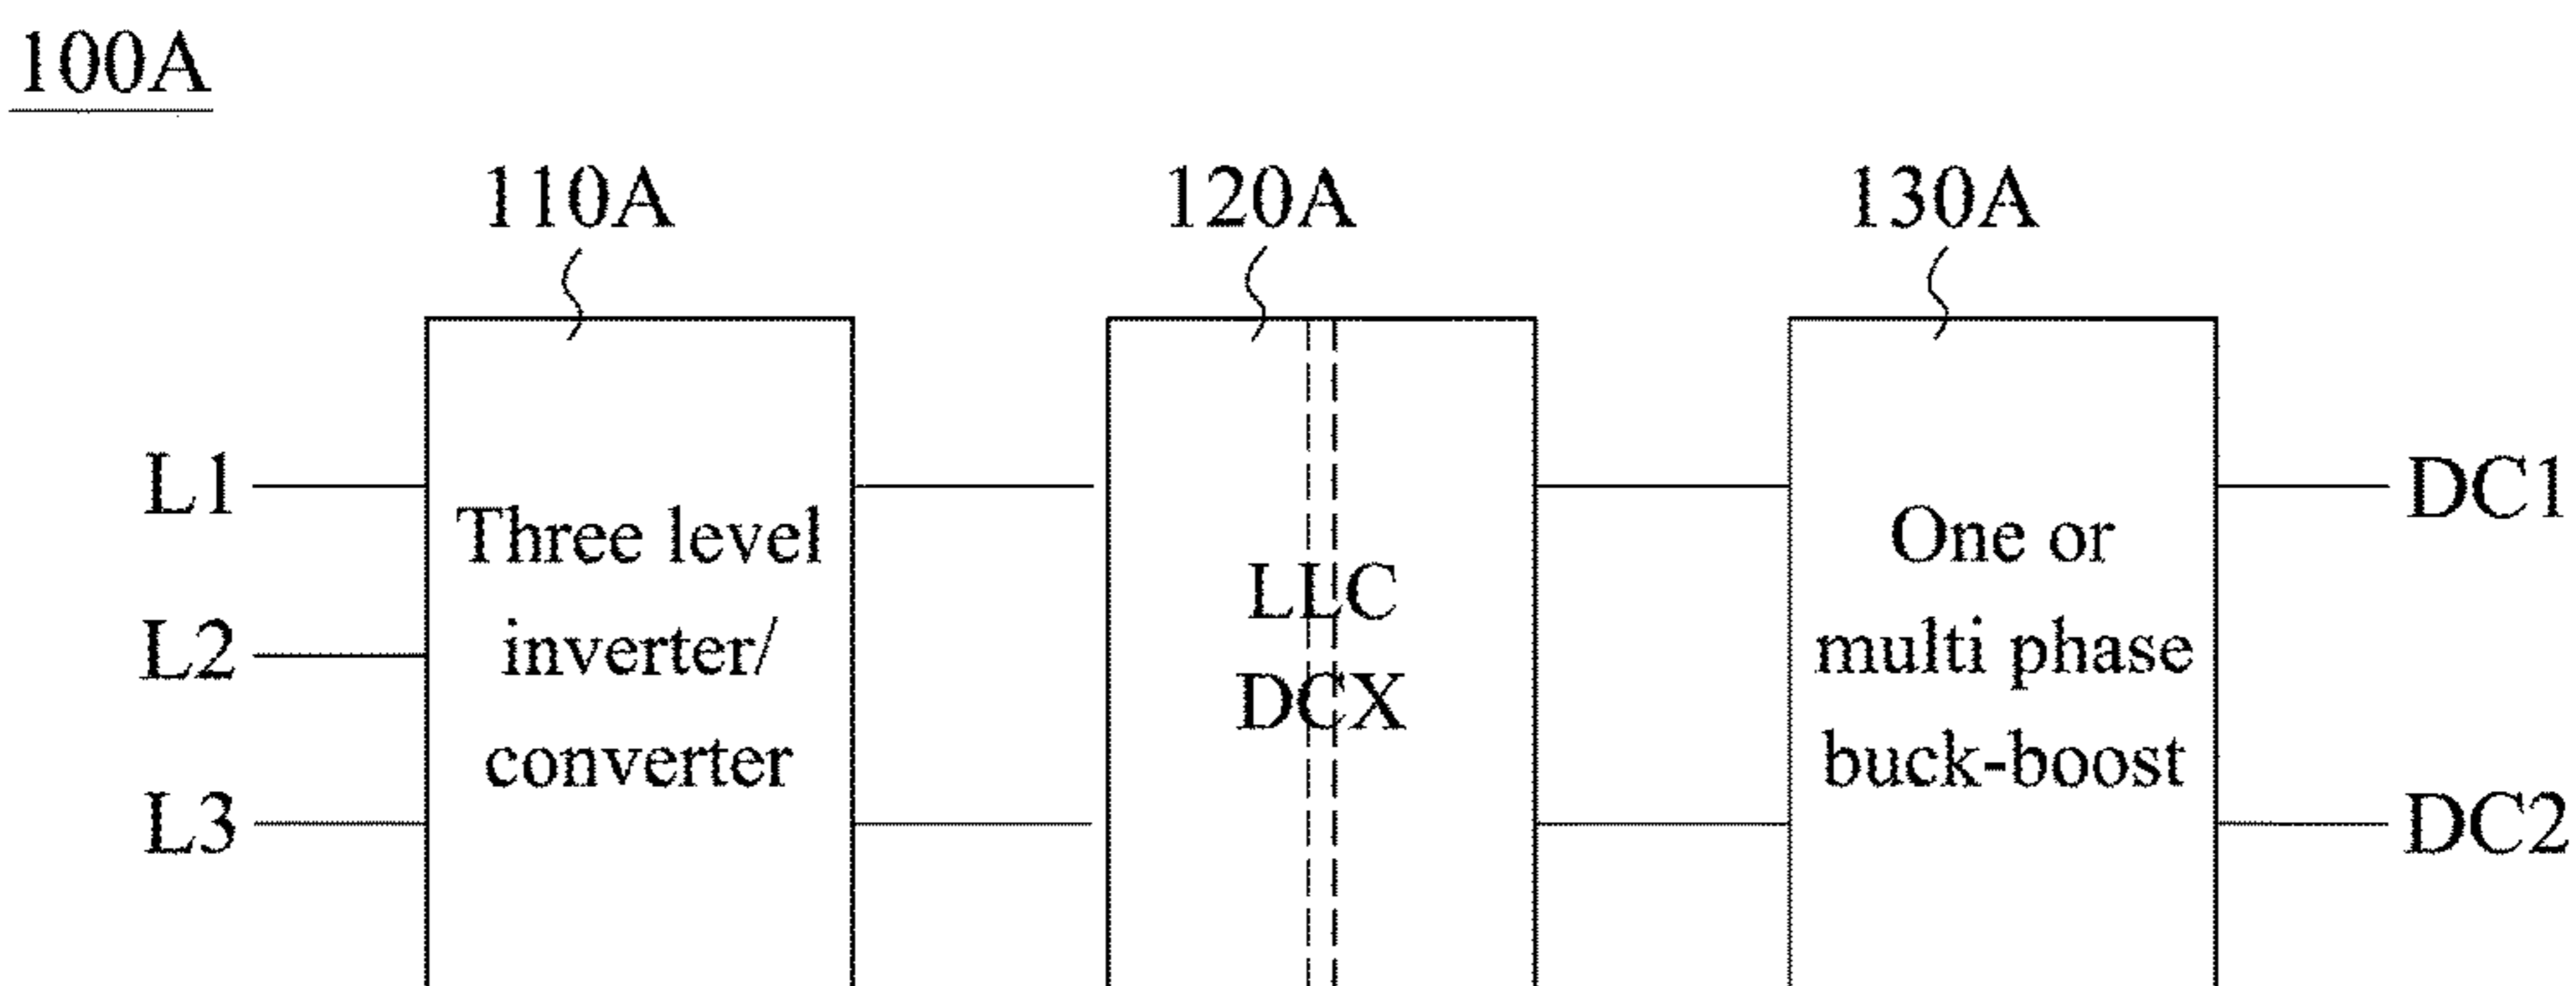 100A
110A
120A
130A
L1
L2
L3
Three level
inverter/
converter
LLC
DCX
One or
multi phase
buck-boost
DC1
DC2